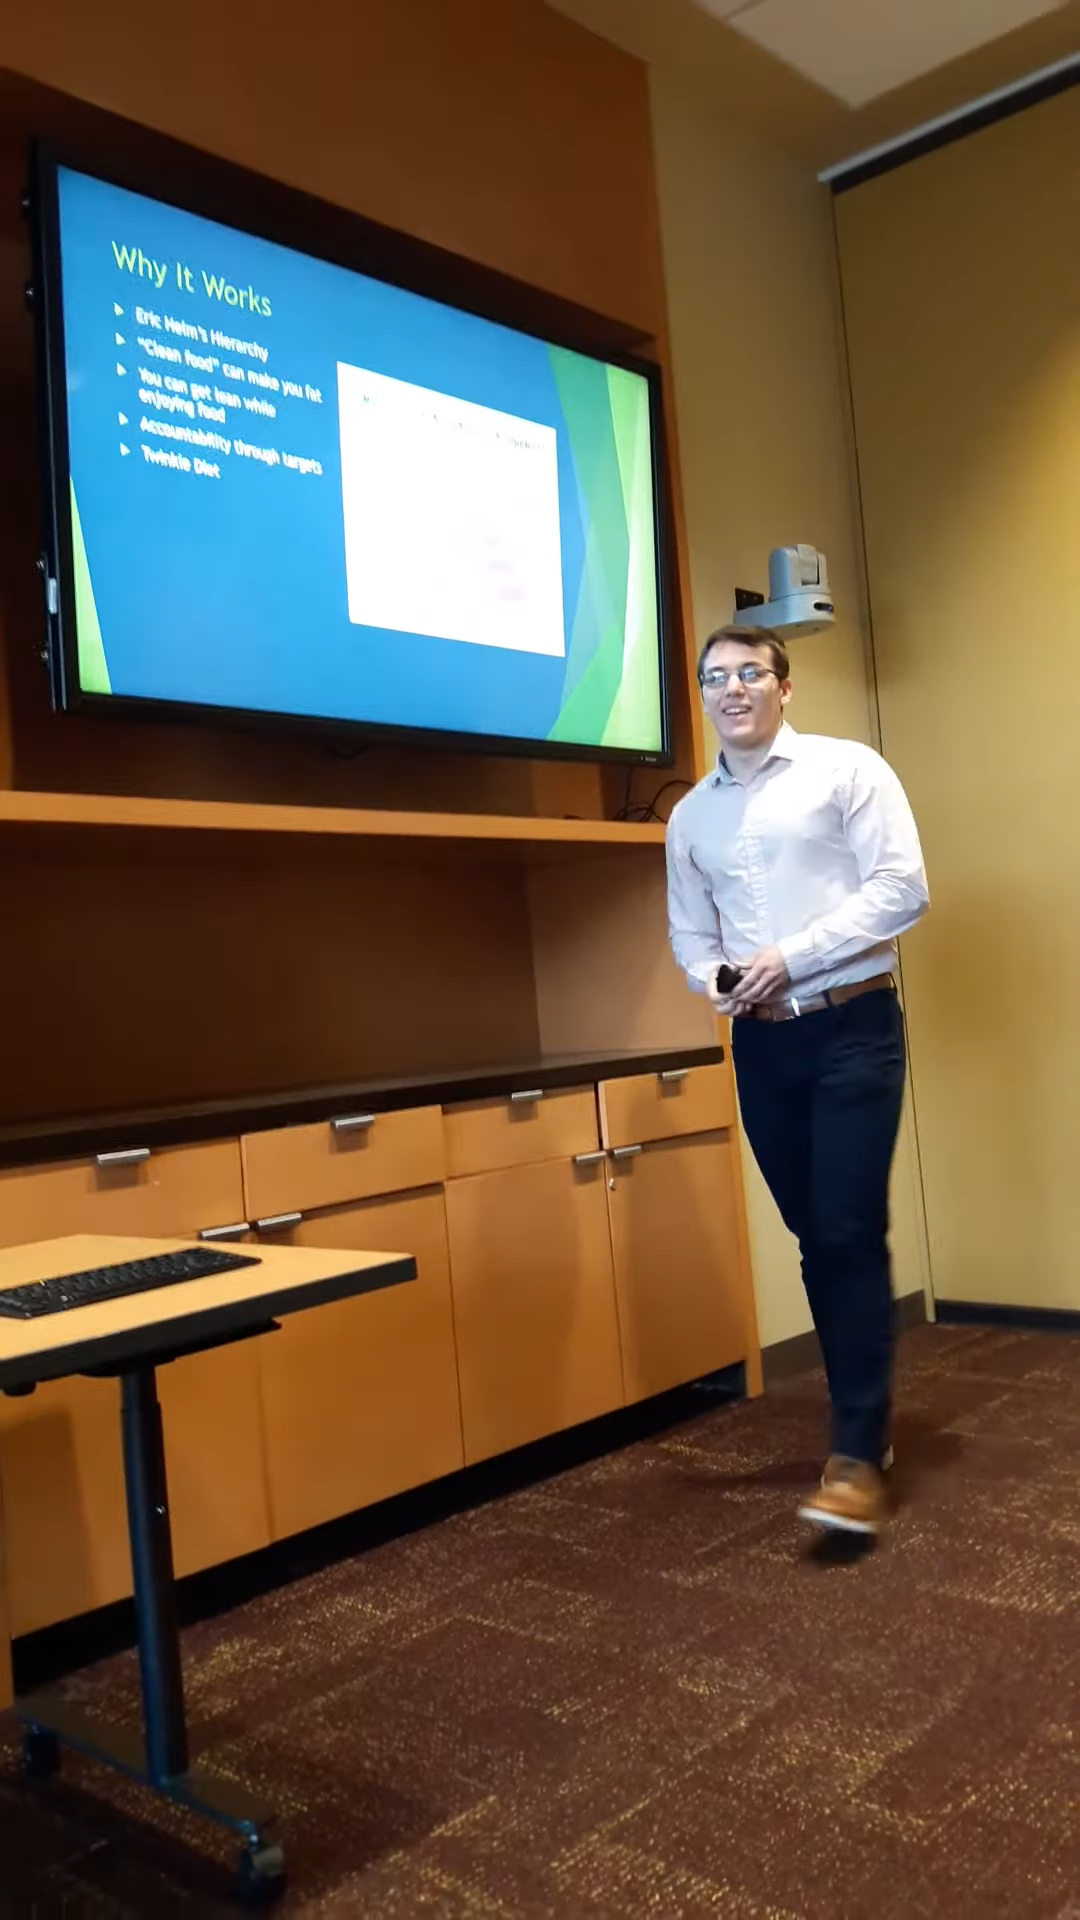 Why It Works
Eric Helm's Hierarchy
"Clean food" can make you fat
You can get lean while
enjoying food
Accountability through targets
Twinkie Diet